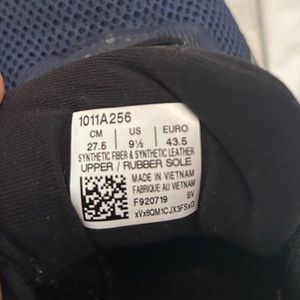 1011A256
CM US EURO
27.5 9½ 43.5
SYNTHETIC FIBER & SYNTHETIC LEATHER
UPPER / RUBBER SOLE
MADE IN VIETNAM
FABRIQUE AU VIETNAM
F920719 BV
xVx6QM1CJX3FSxG